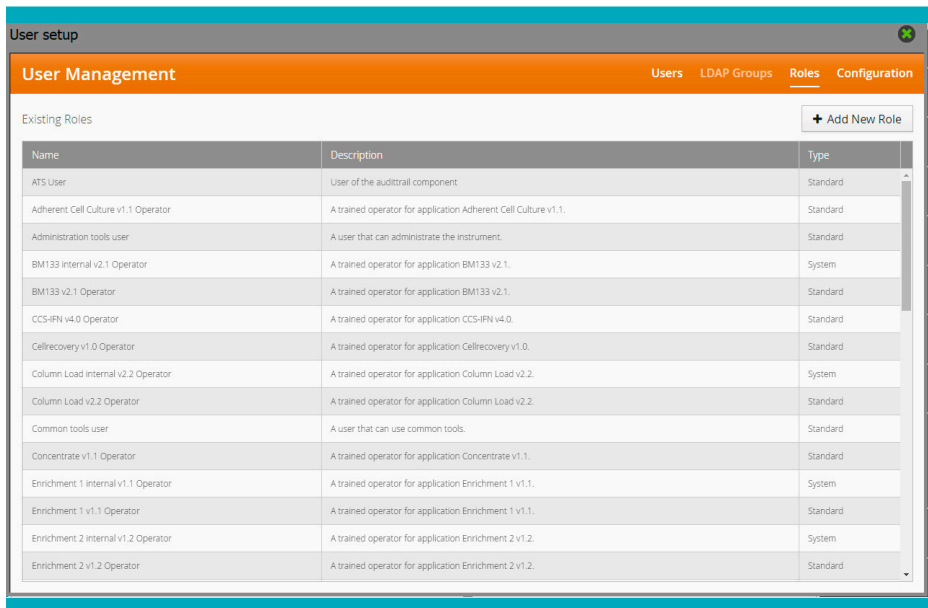 User setup
User Management Users LDAP Groups Roles Configuration
Existing Roles + Add New Role
Name Description Type
ATS User User of the audittrail component Standard
Adherent Cell Culture v1.1 Operator A trained operator for application Adherent Cell Culture v1.1. Standard
Administration tools user A user that can administrate the instrument. Standard
BM133 internal v2.1 Operator A trained operator for application BM133 v2.1. System
BM133 v2.1 Operator A trained operator for application BM133 v2.1. Standard
CCS-IFN v4.0 Operator A trained operator for application CCS-IFN v4.0. Standard
Cellrecovery v1.0 Operator A trained operator for application Cellrecovery v1.0. Standard
Column Load internal v2.2 Operator A trained operator for application Column Load v2.2. System
Column Load v2.2 Operator A trained operator for application Column Load v2.2. Standard
Common tools user A user that can use common tools. Standard
Concentrate v1.1 Operator A trained operator for application Concentrate v1.1. Standard
Enrichment 1 internal v1.1 Operator A trained operator for application Enrichment 1 v1.1. System
Enrichment 1 v1.1 Operator A trained operator for application Enrichment 1 v1.1. Standard
Enrichment 2 internal v1.2 Operator A trained operator for application Enrichment 2 v1.2. System
Enrichment 2 v1.2 Operator A trained operator for application Enrichment 2 v1.2. Standard